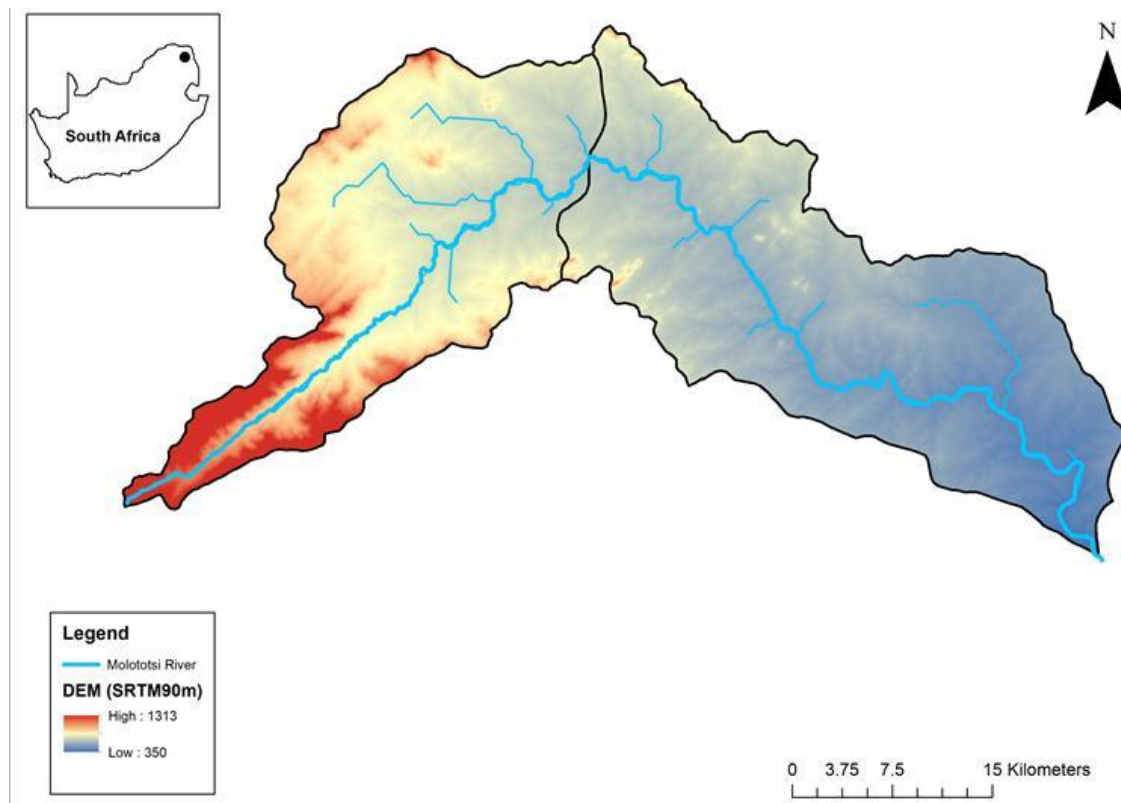 South Africa
N
Legend
Molototsi River
DEM (SRTM90m)
High : 1313
Low : 350
0 3.75 7.5 15 Kilometers